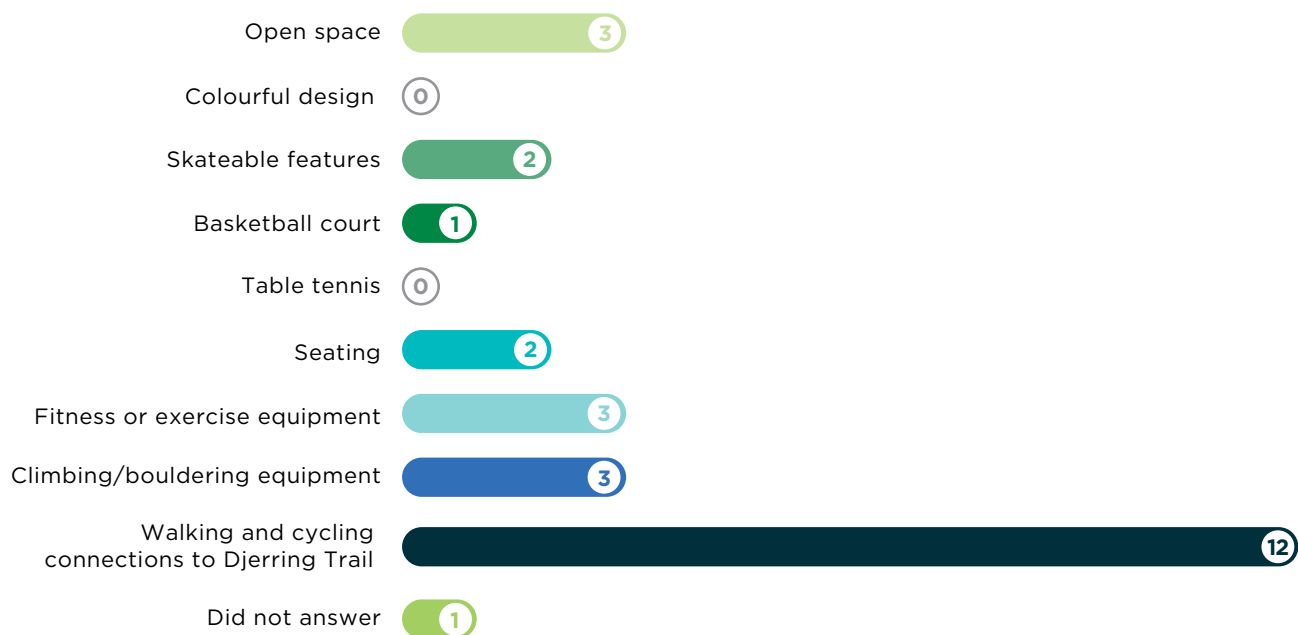 Open space 3
Colourful design 0
Skateable features 2
Basketball court 1
Table tennis 0
Seating 2
Fitness or exercise equipment 3
Climbing/bouldering equipment 3
Walking and cycling
connections to Djerring Trail 12
Did not answer 1